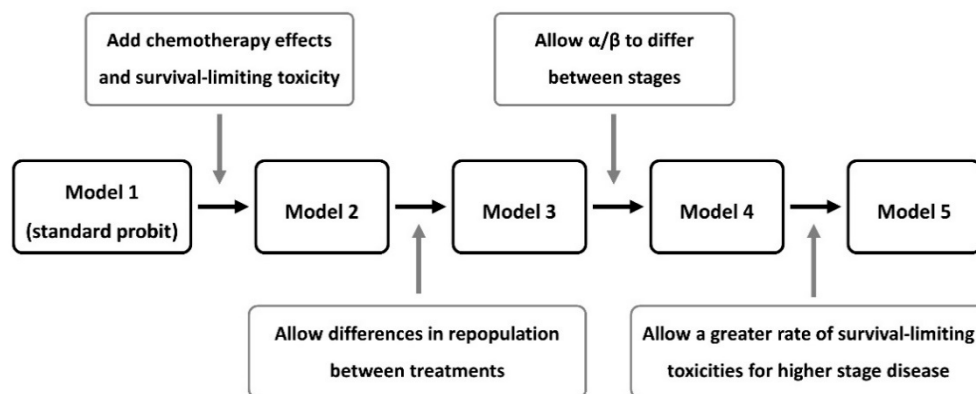 Add chemotherapy effects
and survival-limiting toxicity
Allow α/β to differ
between stages
Model 1
(standard probit)
Model 2
Model 3
Model 4
Model 5
Allow differences in repopulation
between treatments
Allow a greater rate of survival-limiting
toxicities for higher stage disease